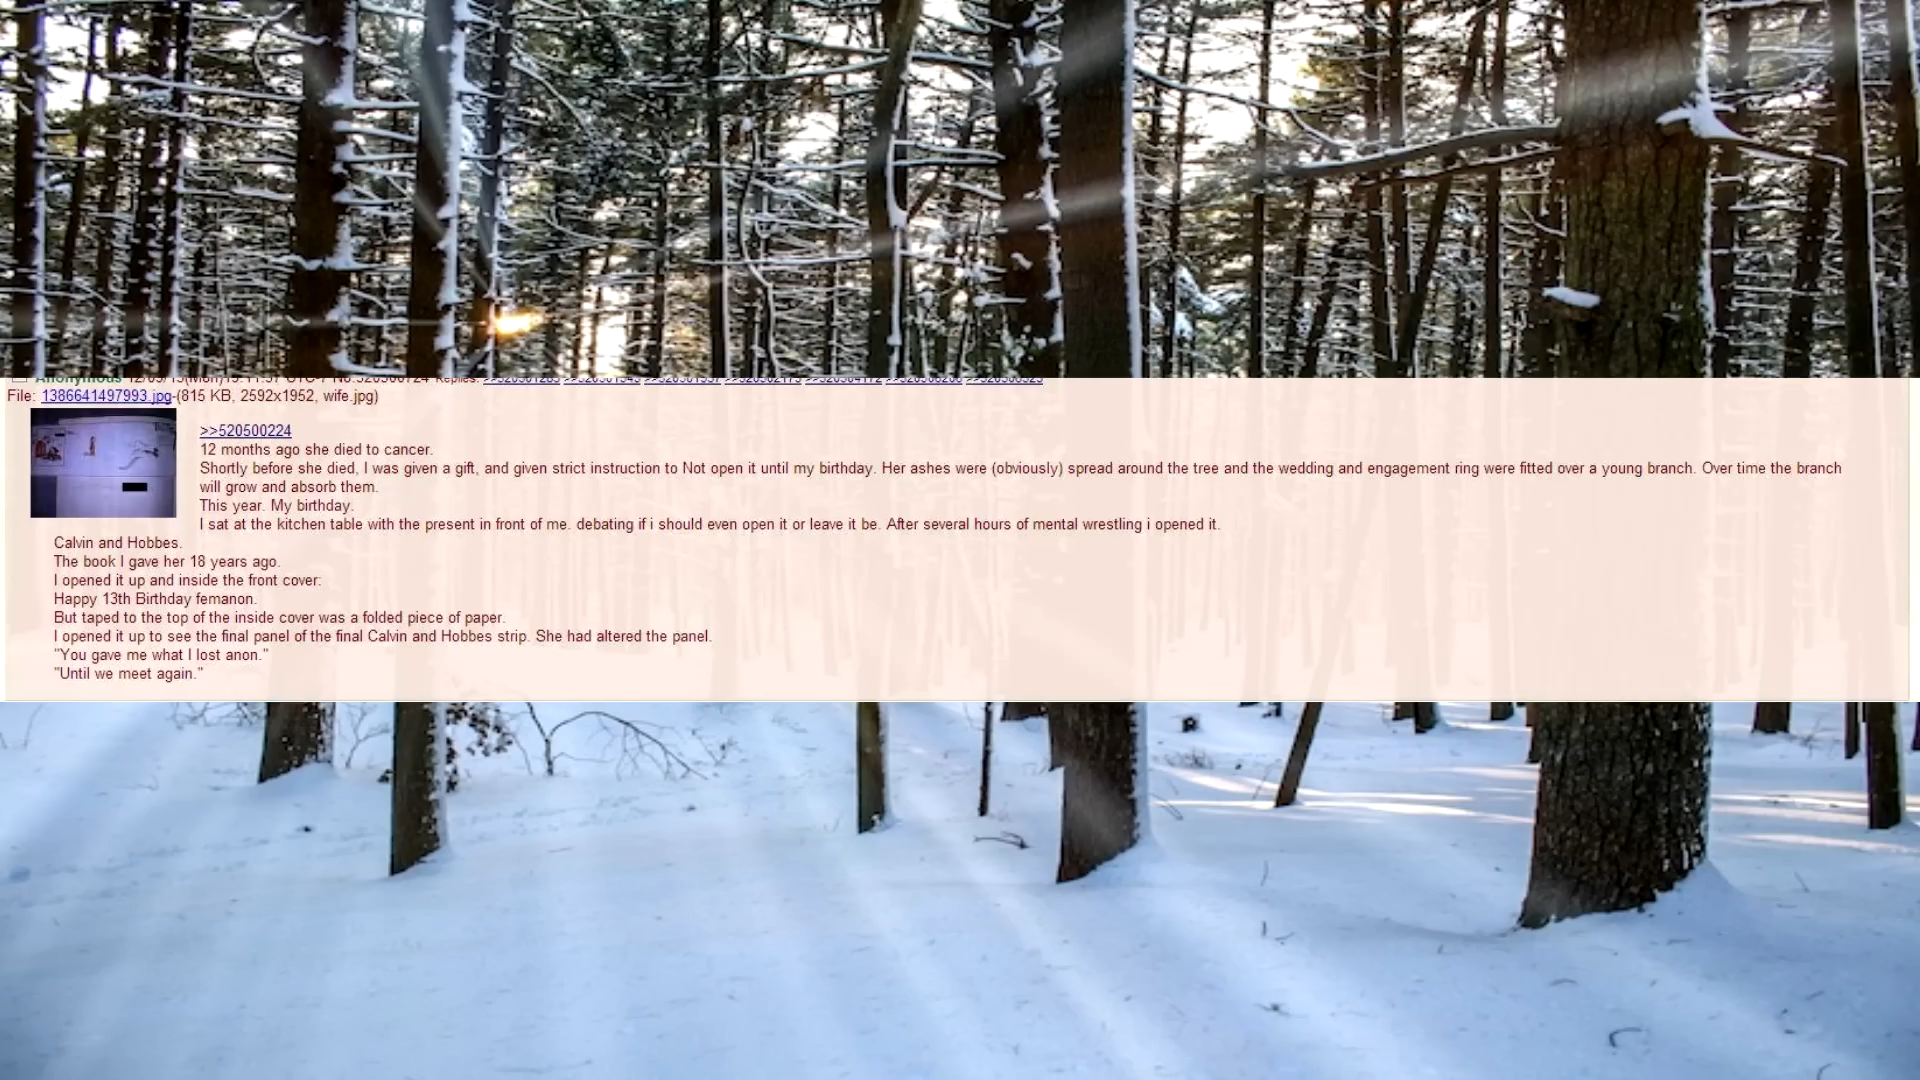 File: 1386641497993.jpg-(815 KB, 2592x1952, wife.jpg)
>>520500224
12 months ago she died to cancer.
Shortly before she died, I was given a gift, and given strict instruction to Not open it until my birthday. Her ashes were (obviously) spread around the tree and the wedding and engagement ring were fitted over a young branch. Over time the branch
will grow and absorb them.
This year. My birthday.
I sat at the kitchen table with the present in front of me. debating if i should even open it or leave it be. After several hours of mental wrestling i opened it.
Calvin and Hobbes.
The book I gave her 18 years ago.
I opened it up and inside the front cover:
Happy 13th Birthday femanon.
But taped to the top of the inside cover was a folded piece of paper.
I opened it up to see the final panel of the final Calvin and Hobbes strip. She had altered the panel.
"You gave me what I lost anon."
"Until we meet again."